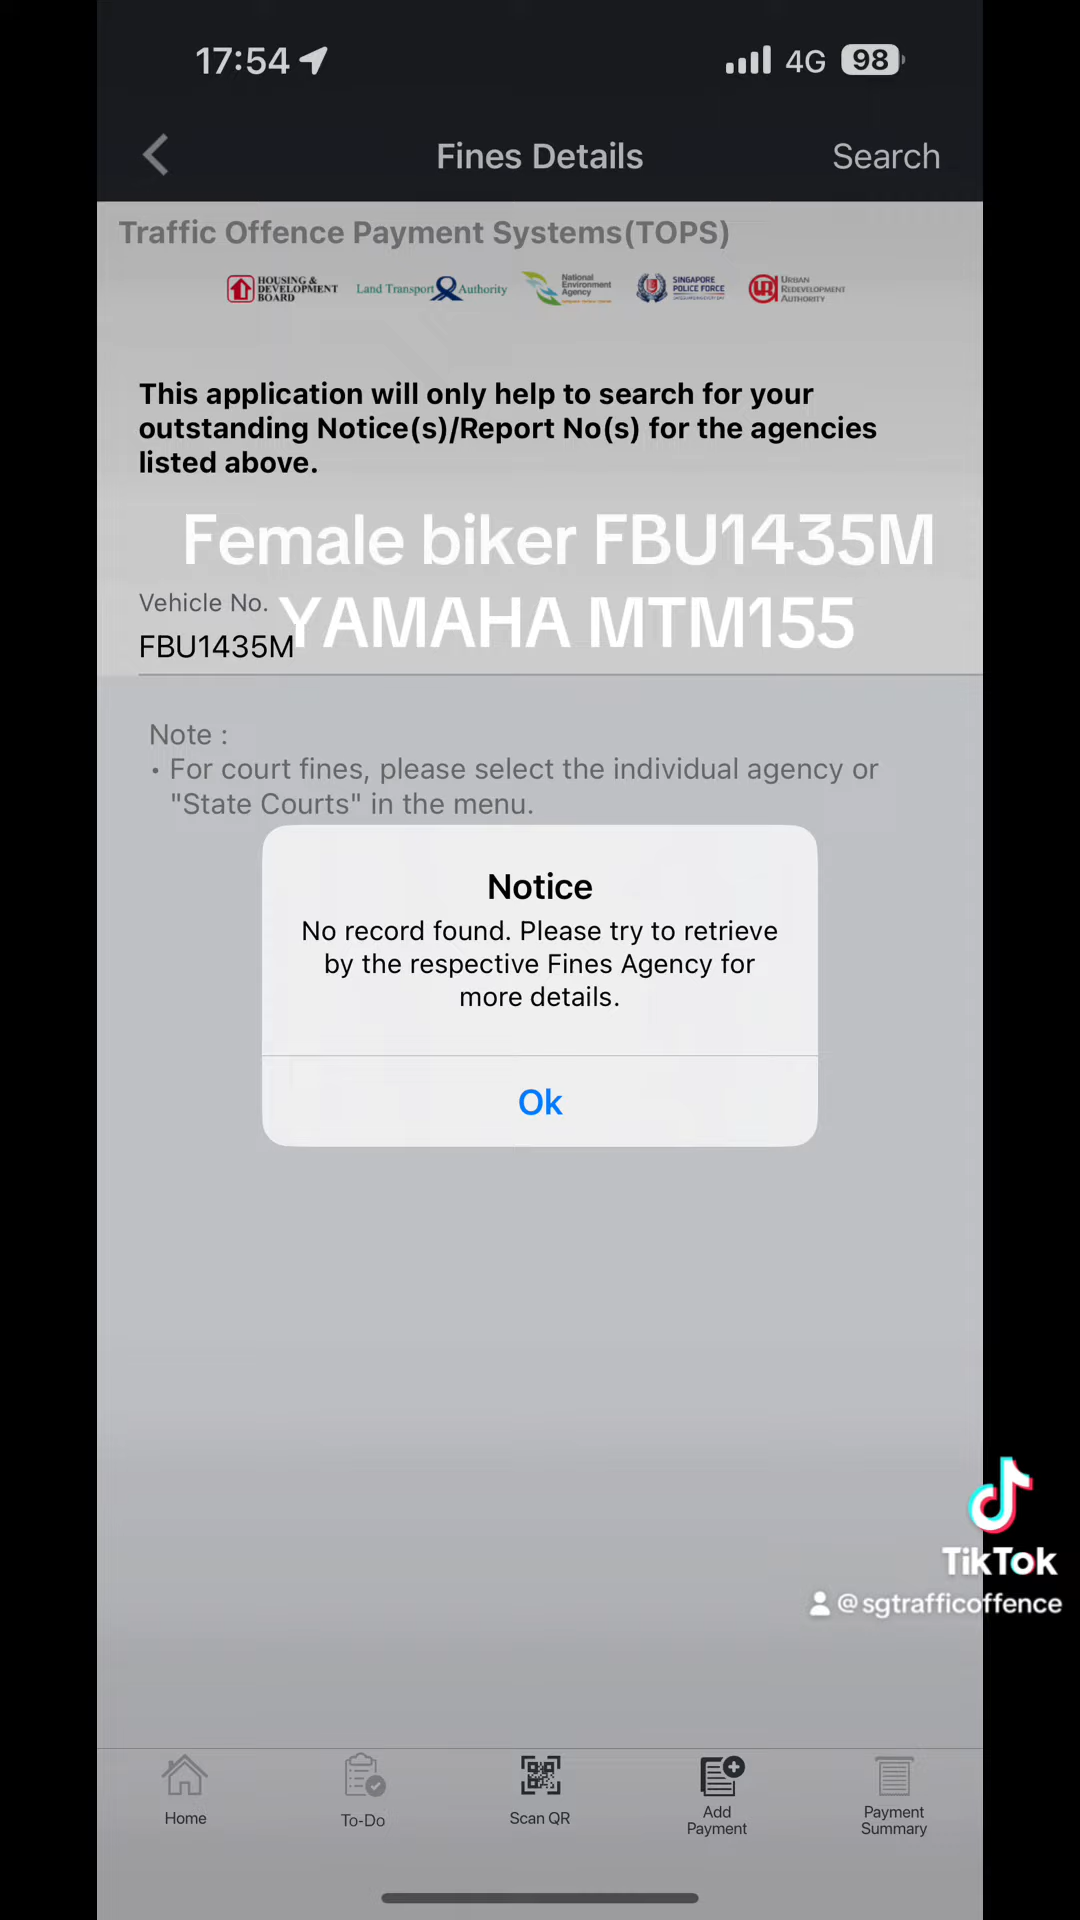 17:54
4G 98
Fines Details
Search
Traffic Offence Payment Systems(TOPS)
HOUSING &
DEVELOPMENT
BOARD
Land Transport Authority
National
Environment
Agency
SINGAPORE
POLICE FORCE
URBAN
REDEVELOPMENT
AUTHORITY
This application will only help to search for your
outstanding Notice(s)/Report No(s) for the agencies
listed above.
Female biker FBU1435M
YAMAHA MTM155
Vehicle No.
FBU1435M
Note :
• For court fines, please select the individual agency or
"State Courts" in the menu.
Notice
No record found. Please try to retrieve
by the respective Fines Agency for
more details.
Ok
TikTok
@sgtrafficoffence
Home
To-Do
Scan QR
Add
Payment
Payment
Summary